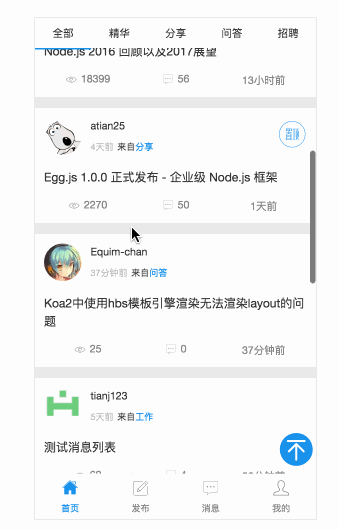 全部 精华 分享 问答 招聘
Node.js 2016 回顾以及2017展望
18399 56 13小时前
atian25
置顶
4天前 来自分享
Egg.js 1.0.0 正式发布 - 企业级 Node.js 框架
2270 50 1天前
Equim-chan
37分钟前 来自问答
Koa2中使用hbs模板引擎渲染无法渲染layout的问
题
25 0 37分钟前
tianj123
5天前 来自工作
测试消息列表
首页 发布 消息 我的